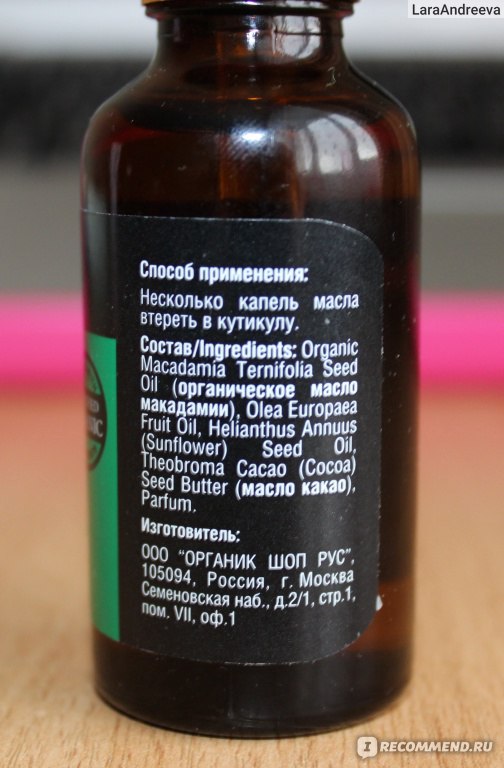 LaraAndreeva
Способ применения:
Несколько капель масла
втереть в кутикулу.
Состав/Ingredients: Organic
Macadamia Ternifolia Seed
Oil (органическое масло
макадамии), Olea Europaea
Fruit Oil, Helianthus Annuus
(Sunflower) Seed Oil,
Theobroma Cacao (Cocoa)
Seed Butter (масло какао),
Parfum.
Изготовитель:
ООО "ОРГАНИК ШОП РУС",
105094, Россия, г. Москва
Семеновская наб., д.2/1, стр.1,
пом. VII, оф.1
I RECOMMEND.RU